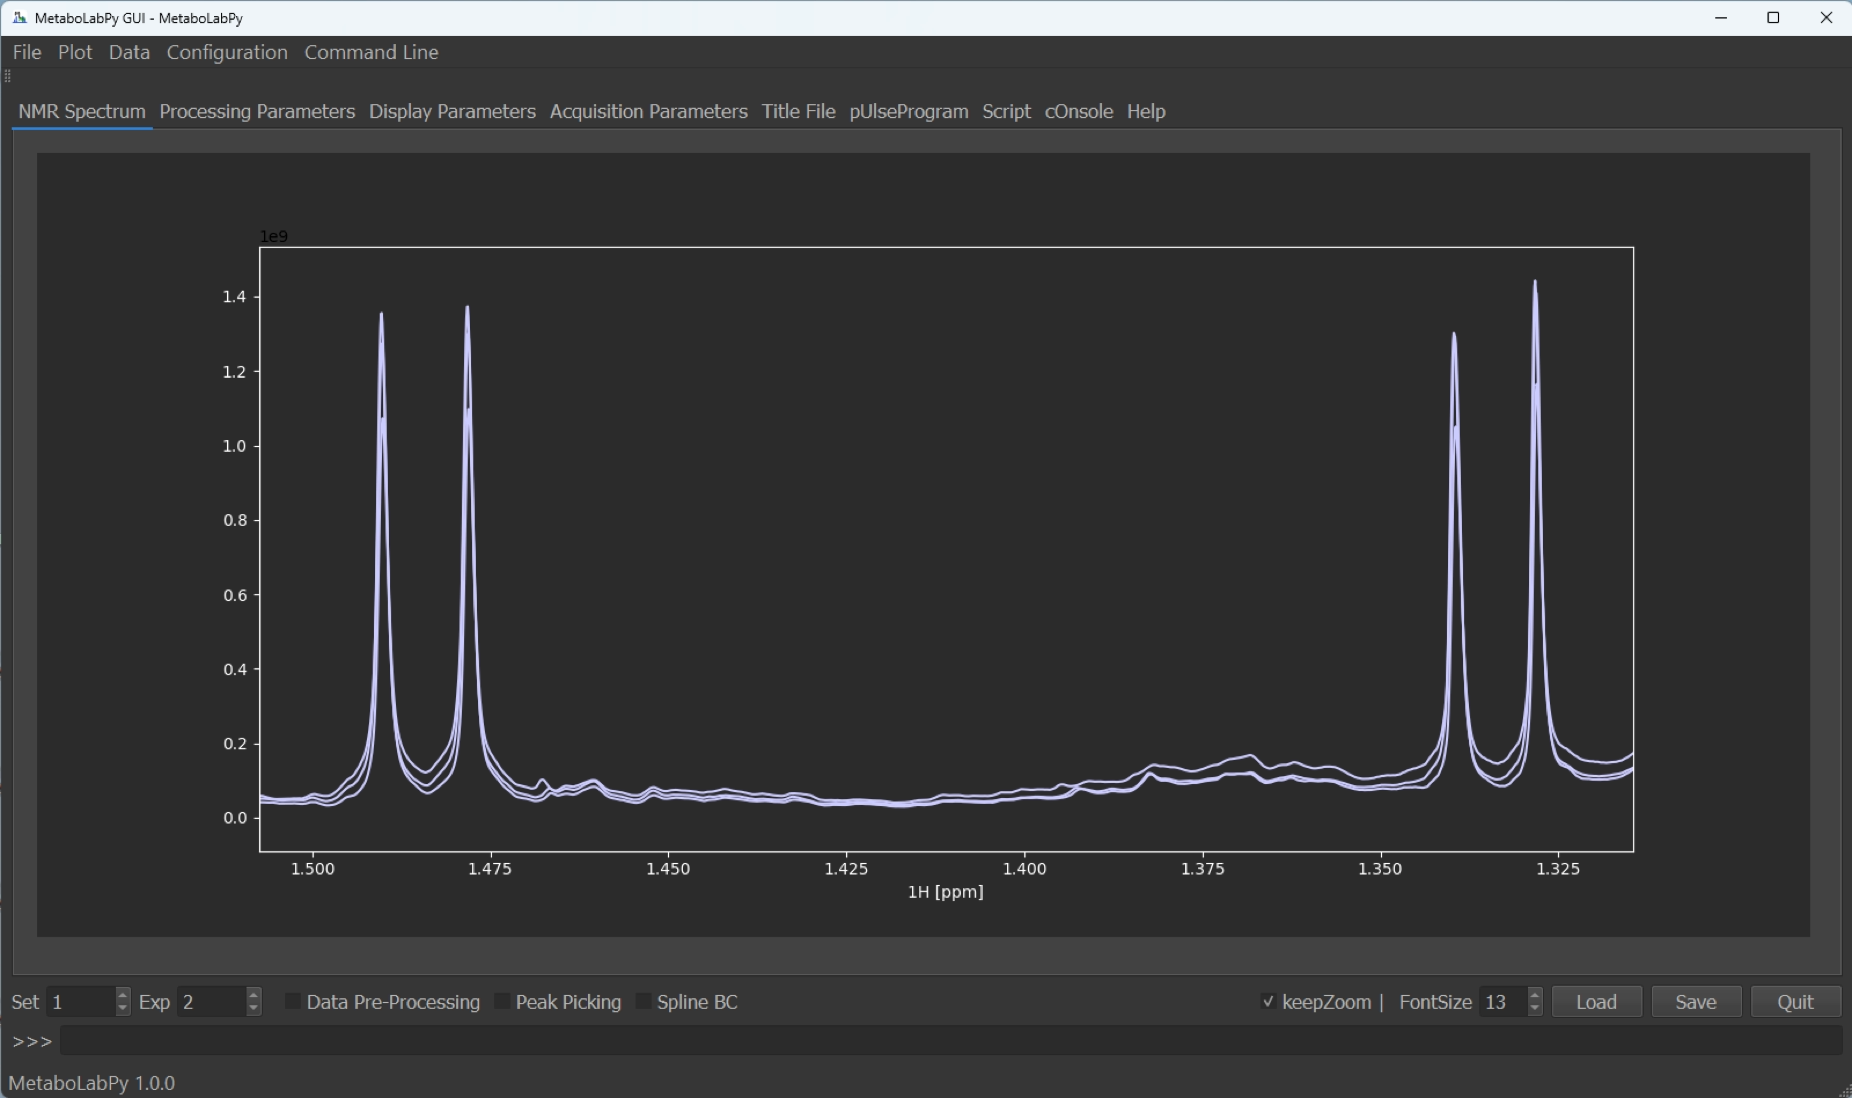 MetaboLabPy GUI - MetaboLabPy
File Plot Data Configuration Command Line
NMR Spectrum Processing Parameters Display Parameters Acquisition Parameters Title File pUlseProgram Script cOnsole Help
1e9
1.4
1.2
1.0
0.8
0.6
0.4
0.2
0.0
1.500 1.475 1.450 1.425 1.400 1.375 1.350 1.325
1H [ppm]
Set 1 Exp 2 Data Pre-Processing Peak Picking Spline BC keepZoom | FontSize 13 Load Save Quit
>>>
MetaboLabPy 1.0.0